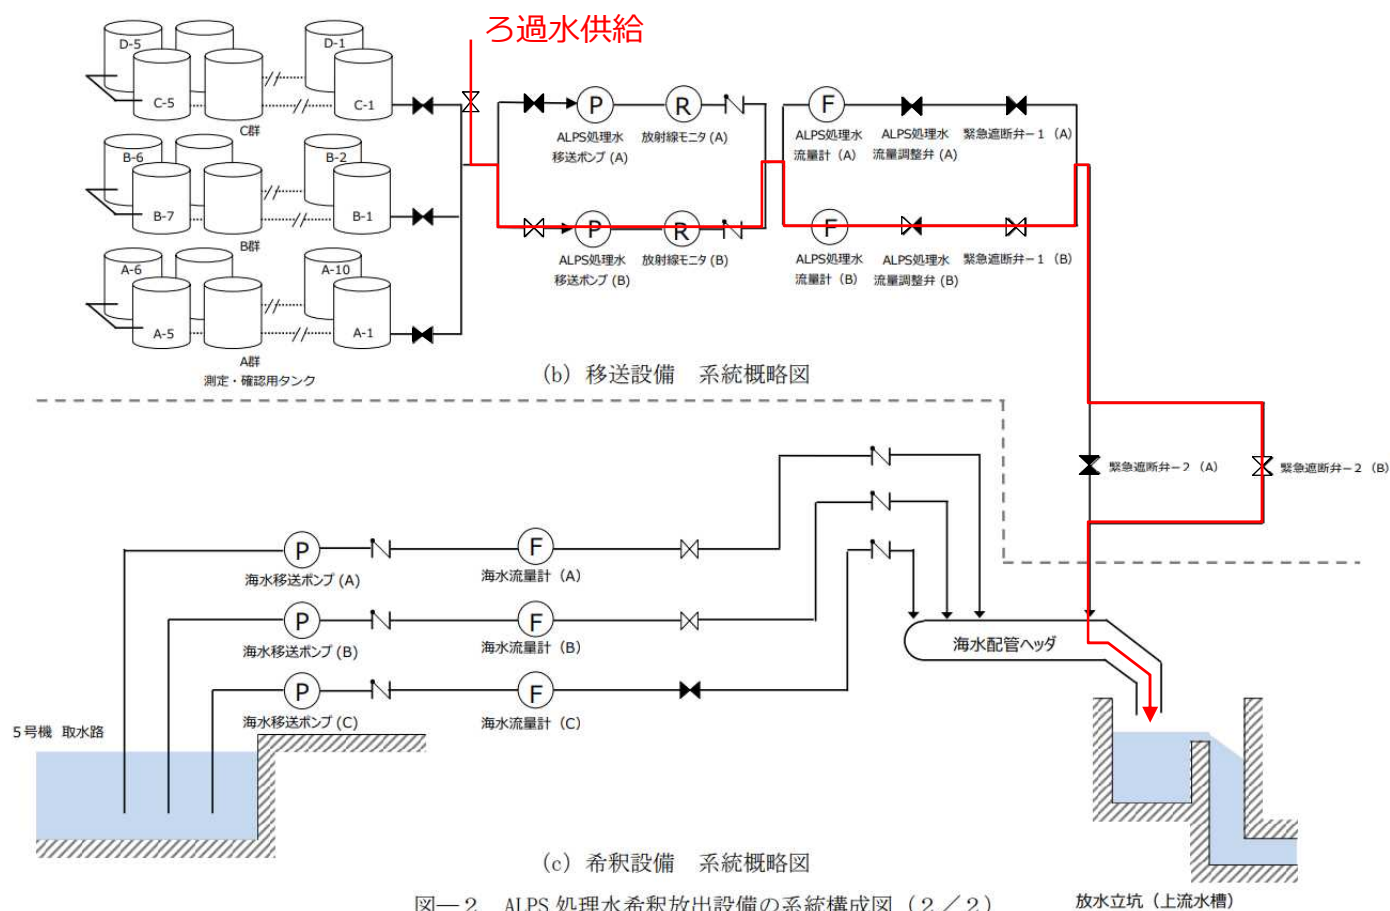 ろ過水供給
D-5
D-1
C-5
C-1
C群
B-6
B-2
B-7
B-1
B群
A-6
A-10
A-5
A-1
A群
測定・確認用タンク
P
ALPS処理水
移送ポンプ(A)
R
放射線モニタ(A)
F
ALPS処理水
流量計(A)
ALPS処理水
流量調整弁(A)
緊急遮断弁-1(A)
P
ALPS処理水
移送ポンプ(B)
R
放射線モニタ(B)
F
ALPS処理水
流量計(B)
ALPS処理水
流量調整弁(B)
緊急遮断弁-1(B)
(b) 移送設備 系統概略図
緊急遮断弁-2(A)
緊急遮断弁-2(B)
P
海水移送ポンプ(A)
F
海水流量計(A)
P
海水移送ポンプ(B)
F
海水流量計(B)
P
海水移送ポンプ(C)
F
海水流量計(C)
海水配管ヘッダ
5号機 取水路
(c) 希釈設備 系統概略図
放水立坑(上流水槽)
図-2 ALPS処理水希釈放出設備の系統構成図(2/2)